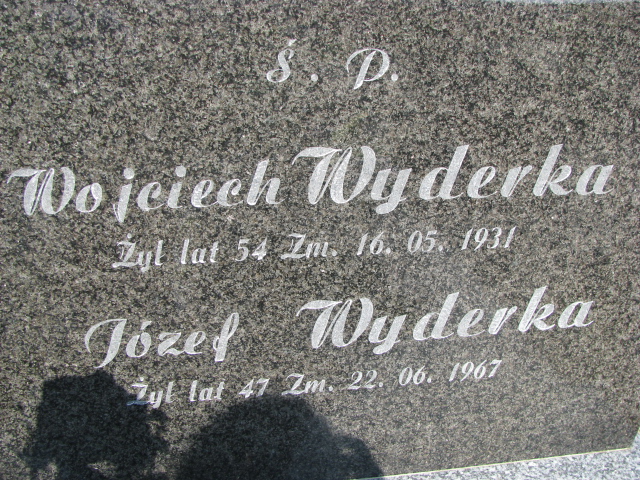 Ś. P.
Wojciech Wyderka
Żył lat 54 Zm. 16. 05. 1931
Józef Wyderka
Żył lat 47 Zm. 22. 06. 1967